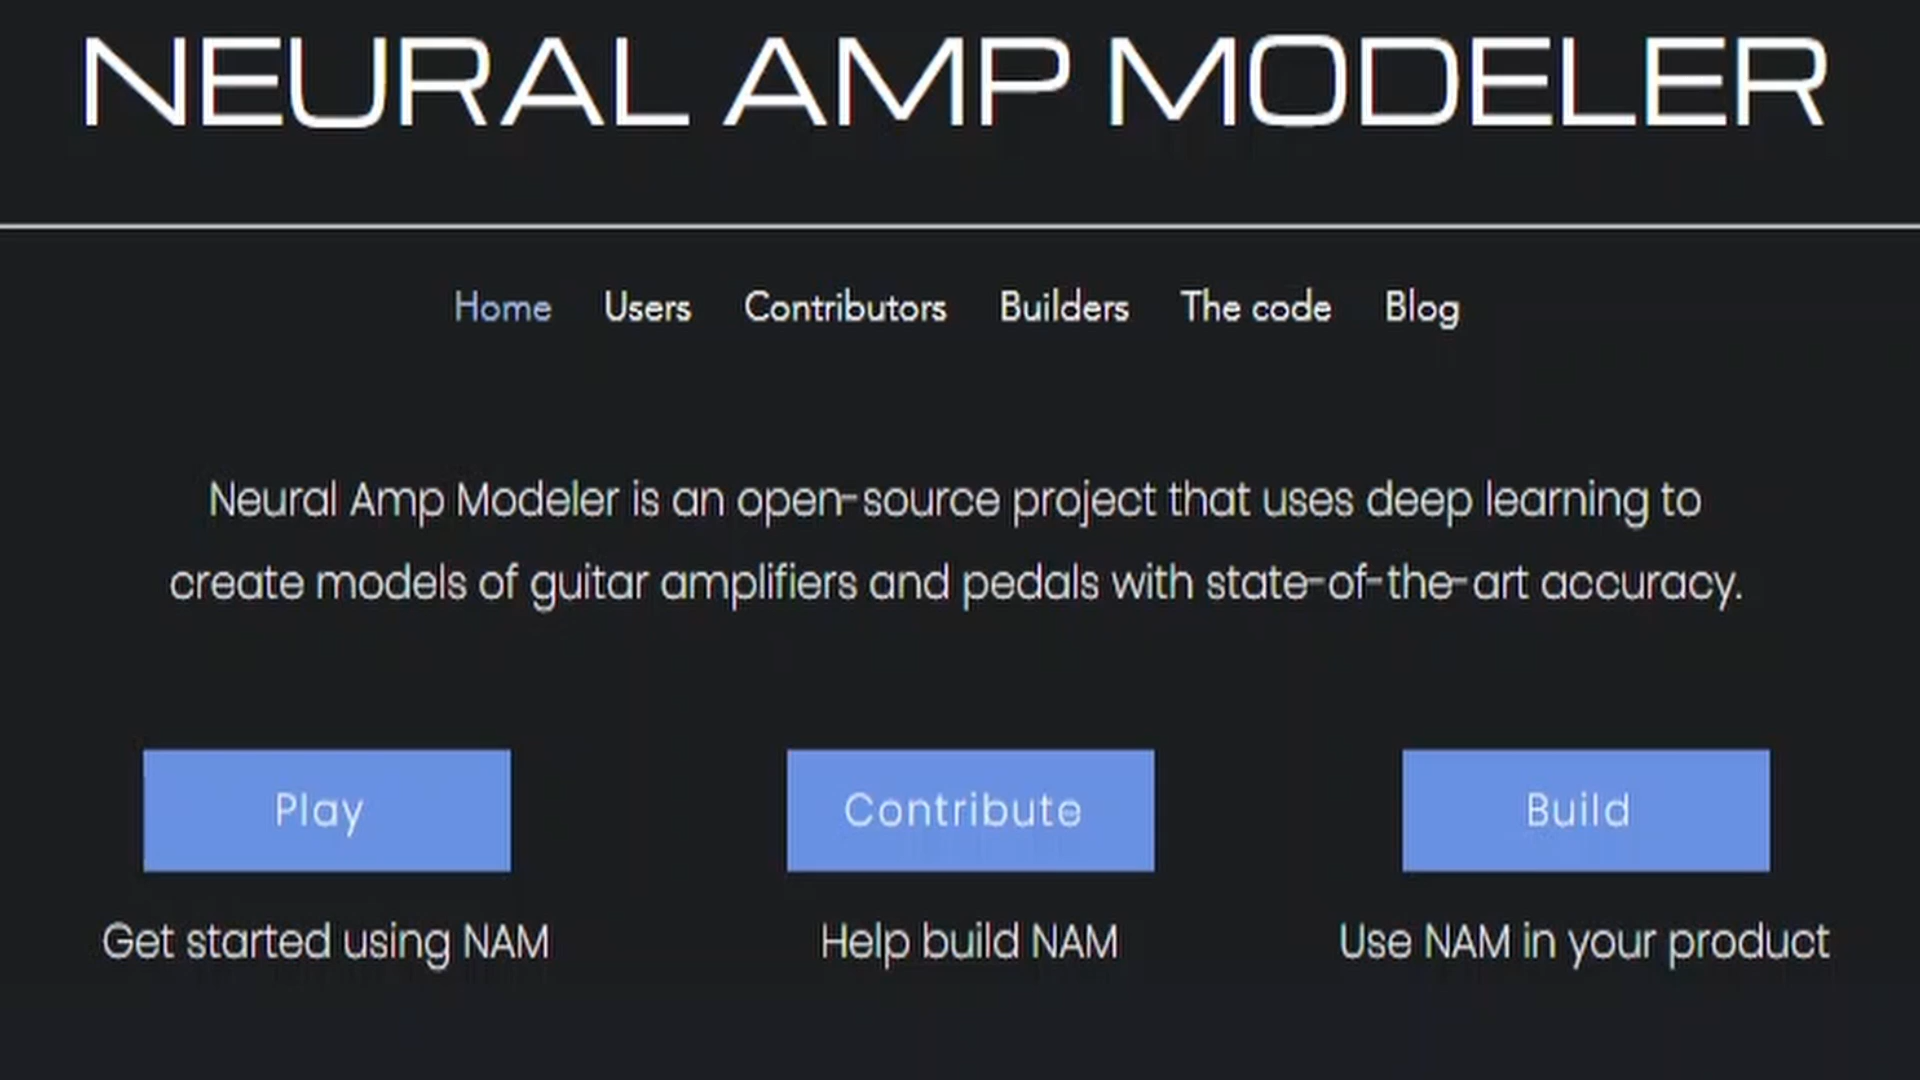 NEURAL AMP MODELER
Home Users Contributors Builders The code Blog
Neural Amp Modeler is an open-source project that uses deep learning to
create models of guitar amplifiers and pedals with state-of-the-art accuracy.
Play Contribute Build
Get started using NAM Help build NAM Use NAM in your product